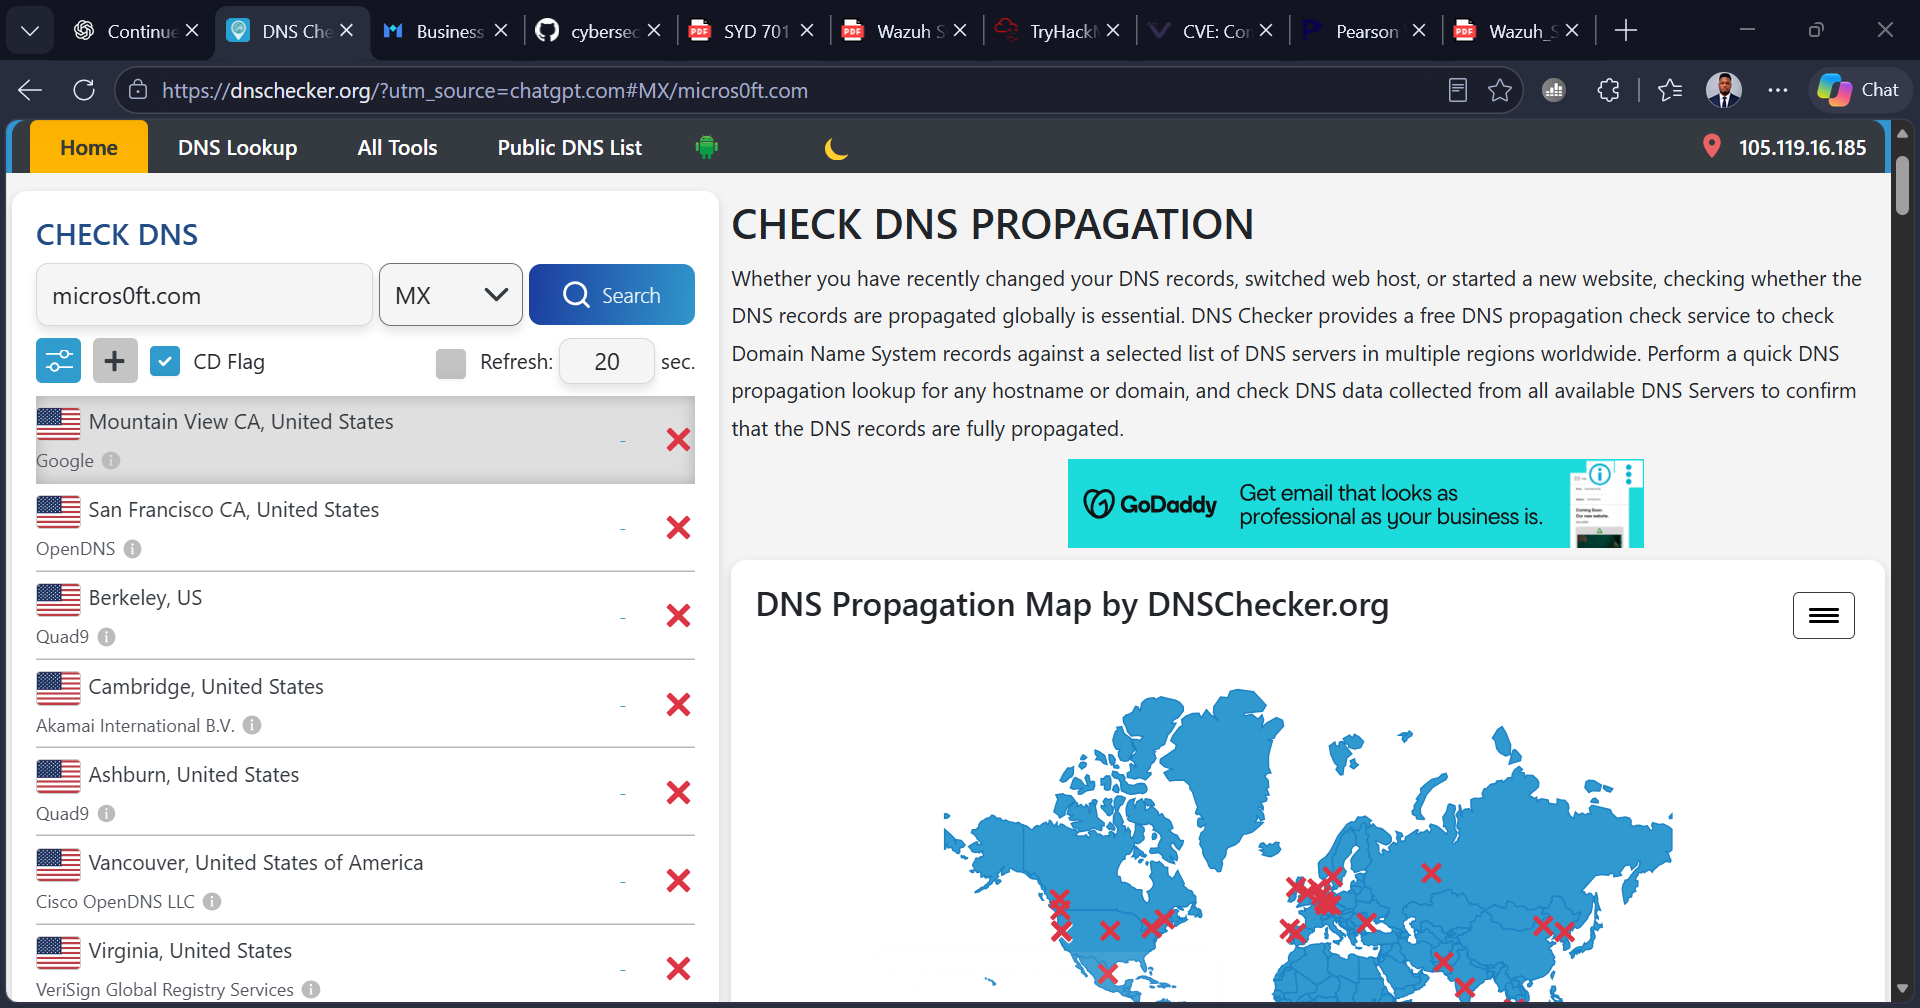 Continue
DNS Che
Business
cybersec
PDF SYD 701
PDF Wazuh S
TryHackM
CVE: Con
Pearson
PDF Wazuh_S
https://dnschecker.org/?utm_source=chatgpt.com#MX/micros0ft.com
Chat
Home
DNS Lookup
All Tools
Public DNS List
105.119.16.185
CHECK DNS
micros0ft.com
MX
Search
CD Flag
Refresh: 20 sec.
Mountain View CA, United States
-
Google
San Francisco CA, United States
-
OpenDNS
Berkeley, US
-
Quad9
Cambridge, United States
-
Akamai International B.V.
Ashburn, United States
-
Quad9
Vancouver, United States of America
-
Cisco OpenDNS LLC
Virginia, United States
-
VeriSign Global Registry Services
CHECK DNS PROPAGATION
Whether you have recently changed your DNS records, switched web host, or started a new website, checking whether the
DNS records are propagated globally is essential. DNS Checker provides a free DNS propagation check service to check
Domain Name System records against a selected list of DNS servers in multiple regions worldwide. Perform a quick DNS
propagation lookup for any hostname or domain, and check DNS data collected from all available DNS Servers to confirm
that the DNS records are fully propagated.
GoDaddy
Get email that looks as
professional as your business is.
DNS Propagation Map by DNSChecker.org